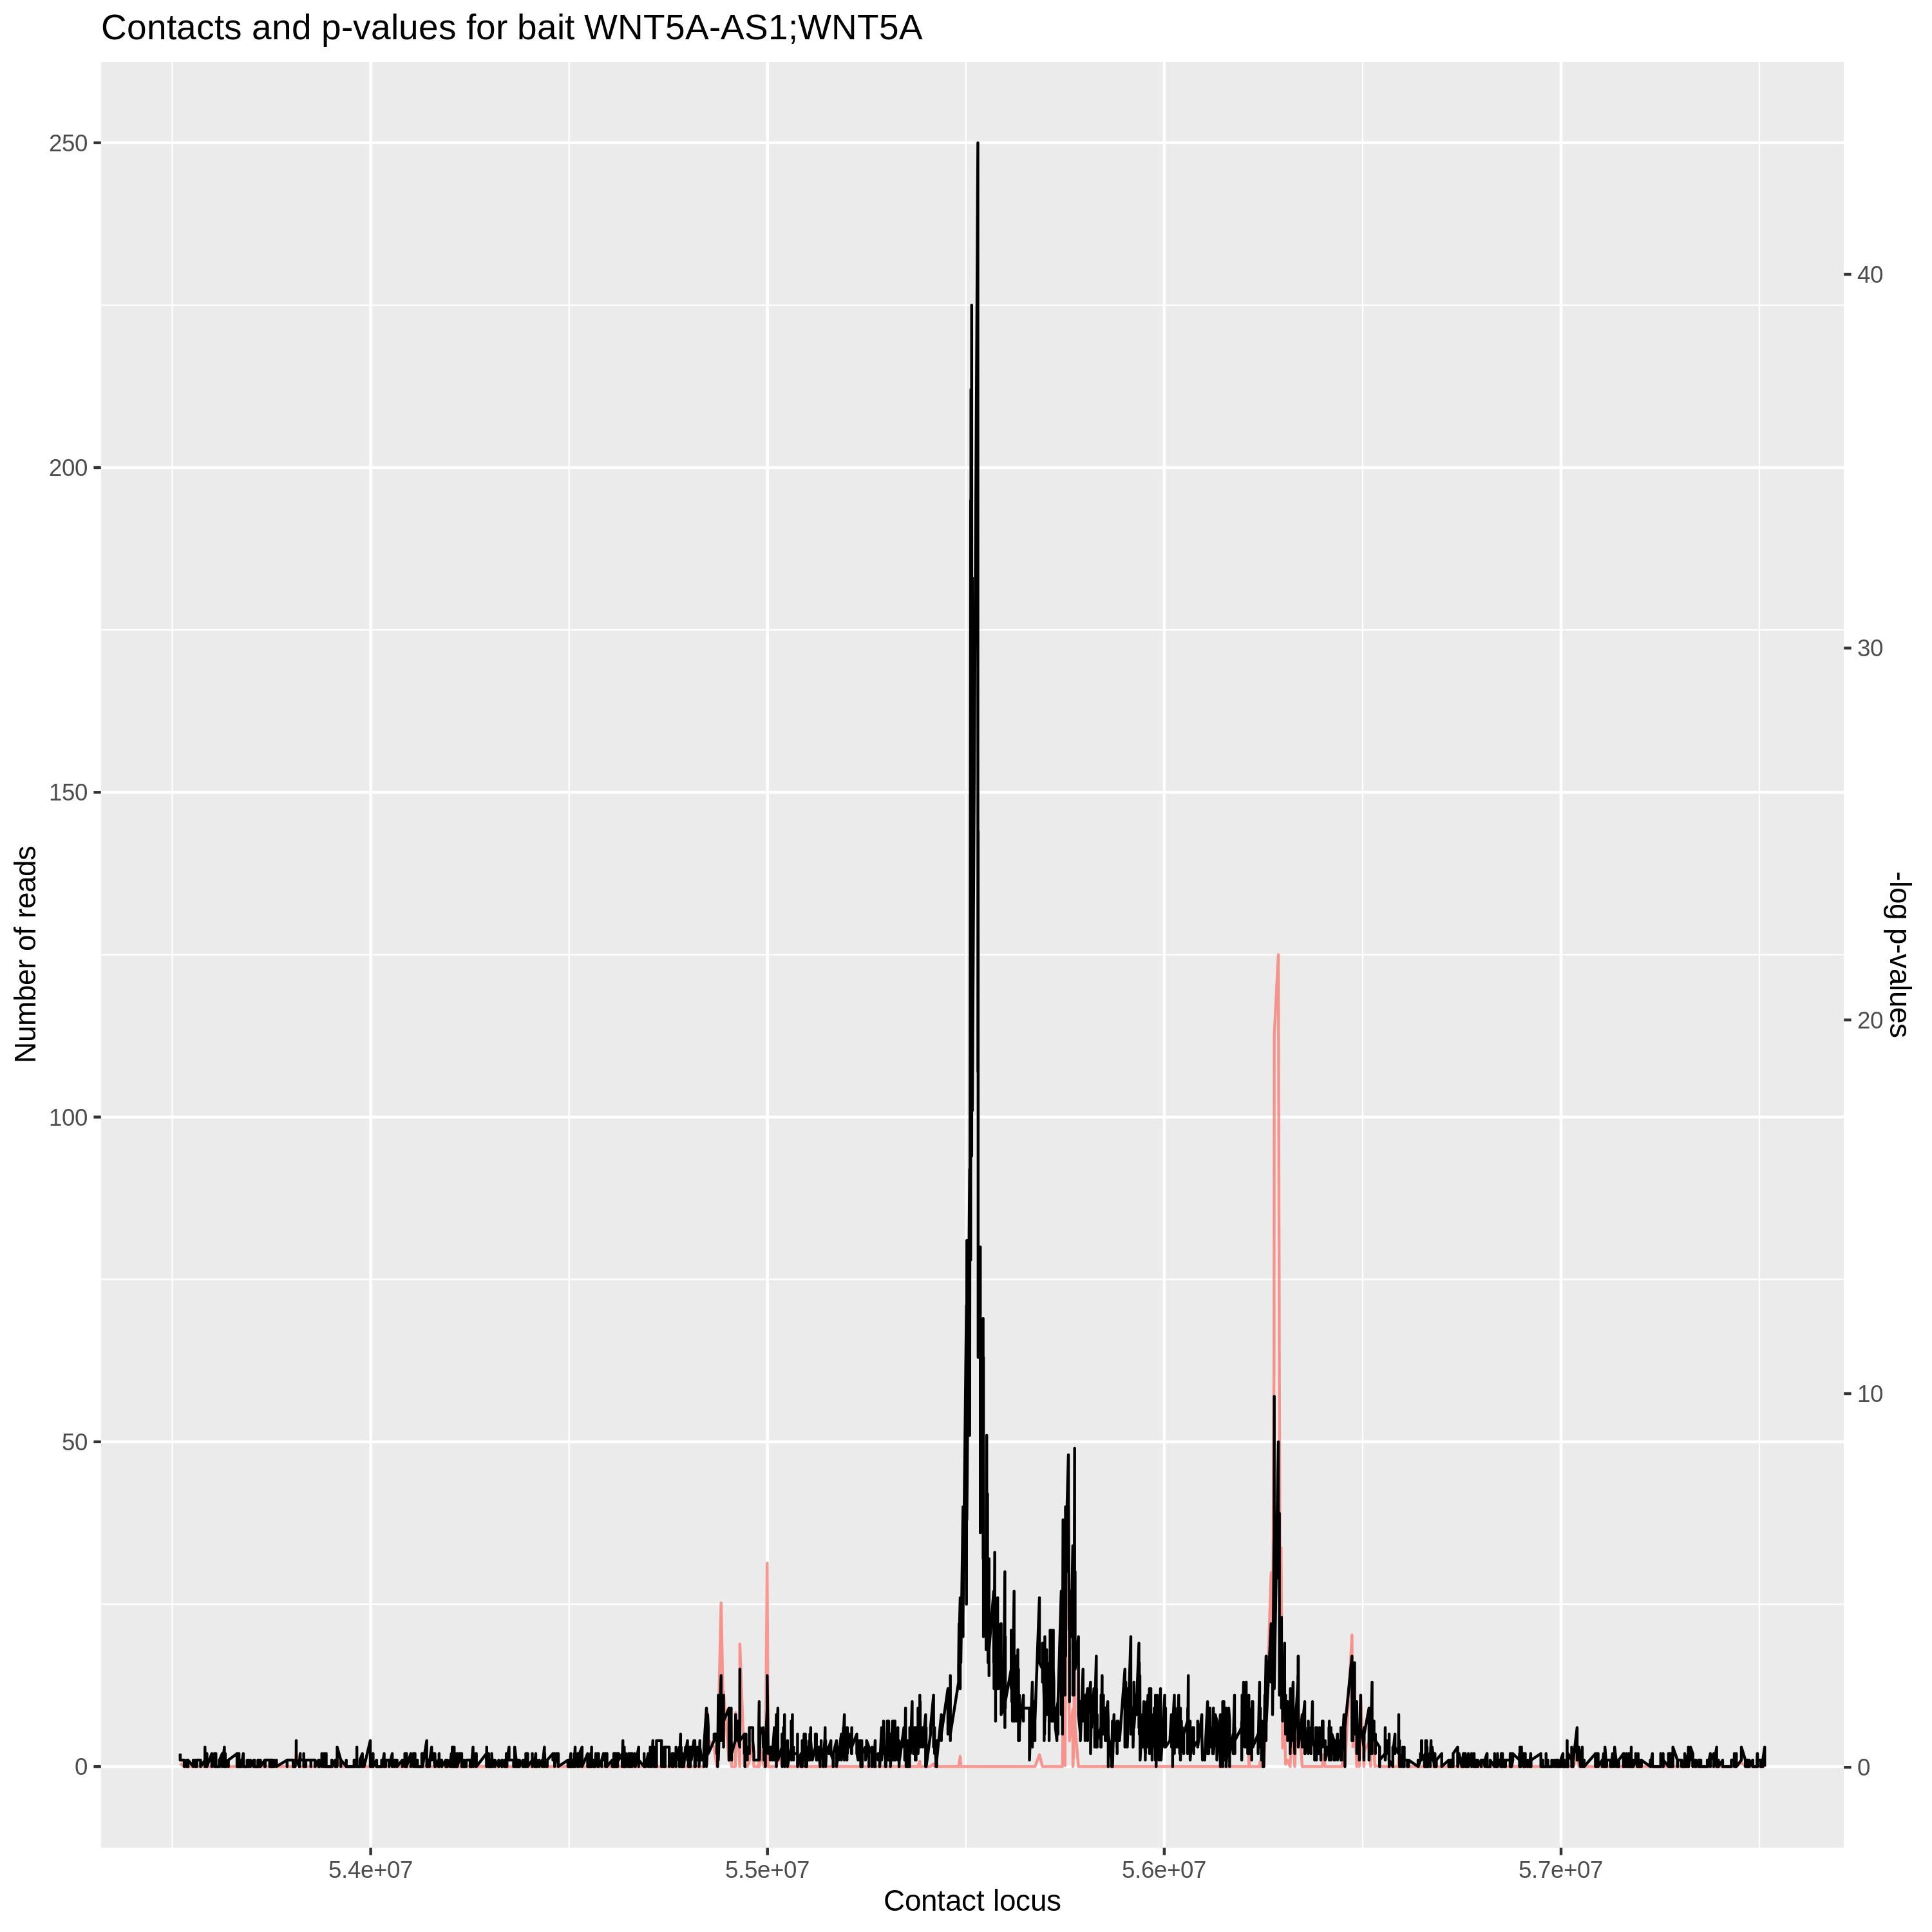 Contacts and p-values for bait WNT5A-AS1;WNT5A
250
200
150
100
50
0
Number of reads
40
30
20
10
0
-log p-values
5.4e+07
5.5e+07
5.6e+07
5.7e+07
Contact locus